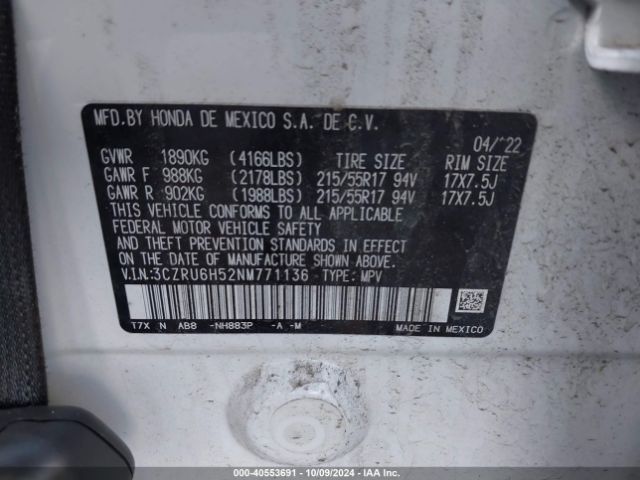 MFD.BY HONDA DE MEXICO S.A. DE C.V.
04/'22
GVWR 1890KG (4166LBS) TIRE SIZE RIM SIZE
GAWR F 988KG (2178LBS) 215/55R17 94V 17X7.5J
GAWR R 902KG (1988LBS) 215/55R17 94V 17X7.5J
THIS VEHICLE CONFORMS TO ALL APPLICABLE
FEDERAL MOTOR VEHICLE SAFETY
AND THEFT PREVENTION STANDARDS IN EFFECT
ON THE DATE OF MANUFACTURE SHOWN ABOVE.
V.I.N.:3CZRU6H52NM771136 TYPE: MPV
T7X N AB8 -NH883P -A -M
MADE IN MEXICO
000-40553691 - 10/09/2024 - IAA Inc.